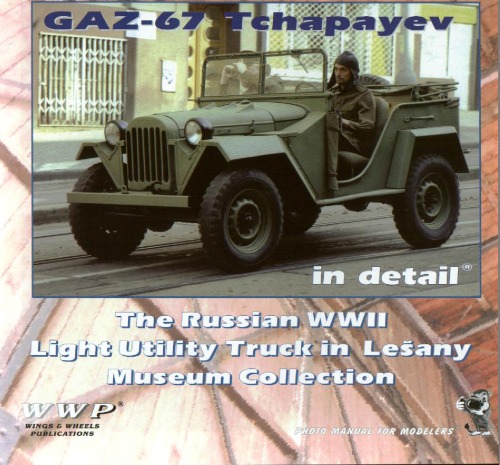 GAZ-67 Tchapayev
in detail®
The Russian WWII
Light Utility Truck in Lešany
Museum Collection
WWP®
WINGS & WHEELS
PUBLICATIONS
PHOTO MANUAL FOR MODELERS